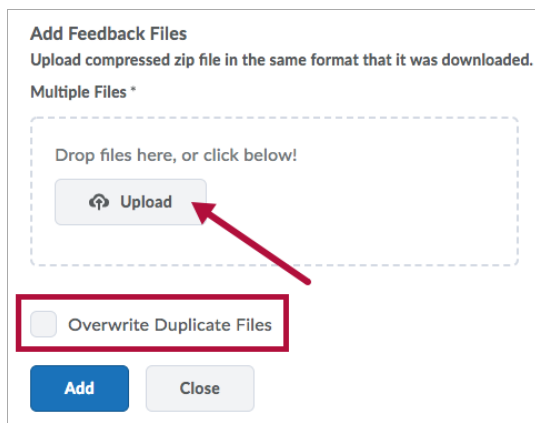 Add Feedback Files
Upload compressed zip file in the same format that it was downloaded.
Multiple Files *
Drop files here, or click below!
Upload
Overwrite Duplicate Files
Add Close